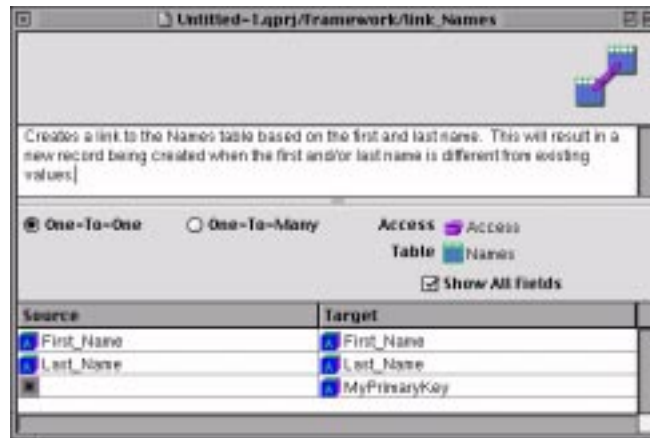 Untitled-1.qprj/Framework/link_Names
Creates a link to the Names table based on the first and last name. This will result in a
new record being created when the first and/or last name is different from existing
values.
One-To-One One-To-Many Access Access
Table Names
Show All Fields
Source Target
First_Name First_Name
Last_Name Last_Name
MyPrimaryKey